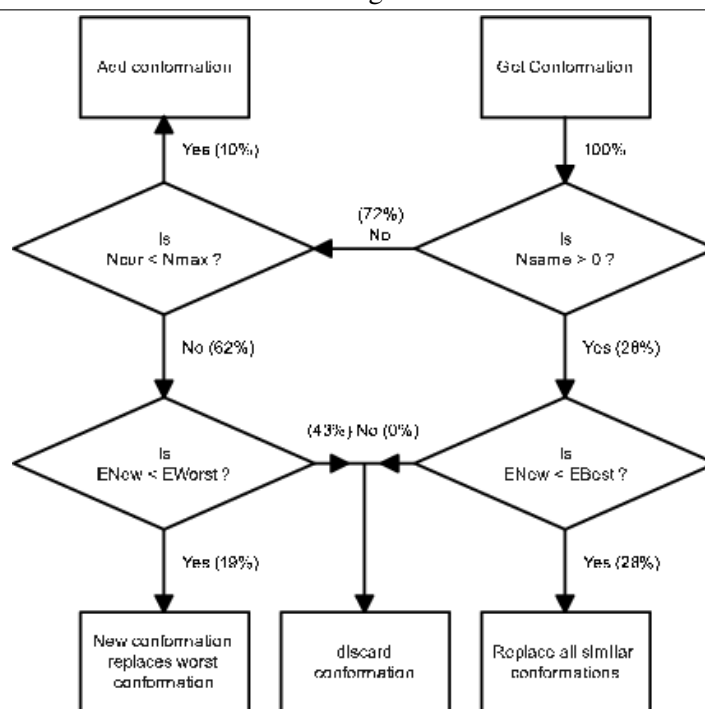 Add conformation
Get Conformation
Yes (10%)
100%
(72%)
No
Is
Ncur < Nmax ?
Is
Nsame > 0 ?
No (62%)
Yes (28%)
(43%) No (0%)
Is
ENew < EWorst ?
Is
ENew < EBest ?
Yes (19%)
Yes (28%)
New conformation
replaces worst
conformation
discard
conformation
Replace all similar
conformations